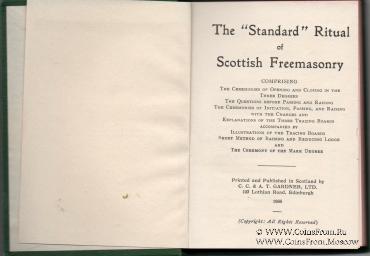 The "Standard" Ritual
of
Scottish Freemasonry
COMPRISING
THE CEREMONIES OF OPENING AND CLOSING IN THE
THREE DEGREES
THE QUESTIONS BEFORE PASSING AND RAISING
THE CEREMONIES OF INITIATION, PASSING, AND RAISING
WITH THE CHARGES AND
EXPLANATIONS OF THE THREE TRACING BOARDS
ACCOMPANIED BY
ILLUSTRATIONS OF THE TRACING BOARDS
SHORT METHOD OF RAISING AND REDUCING LODGE
AND
THE CEREMONY OF THE MARK DEGREE
Printed and Published in Scotland by
C. C. & A. T. GARDNER, LTD.
Lothian Road, Edinburgh
(Copyright: All Rights Reserved)
© www.CoinsFrom.Ru
www.CoinsFrom.Moscow